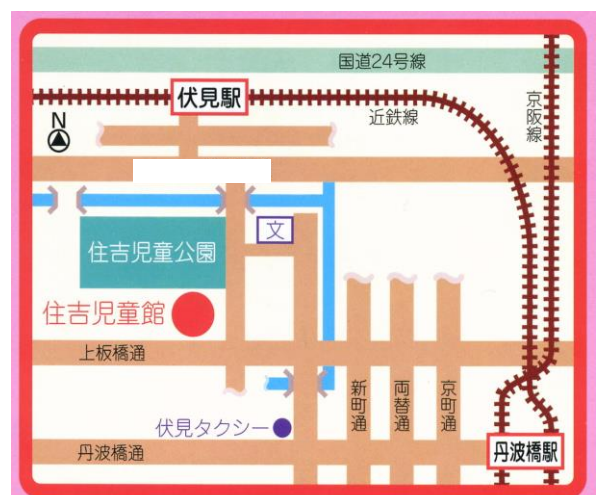 国道24号線
伏見駅
近鉄線
京阪線
N
文
住吉児童公園
住吉児童館
上板橋通
新町通
両替通
京町通
伏見タクシー
丹波橋通
丹波橋駅